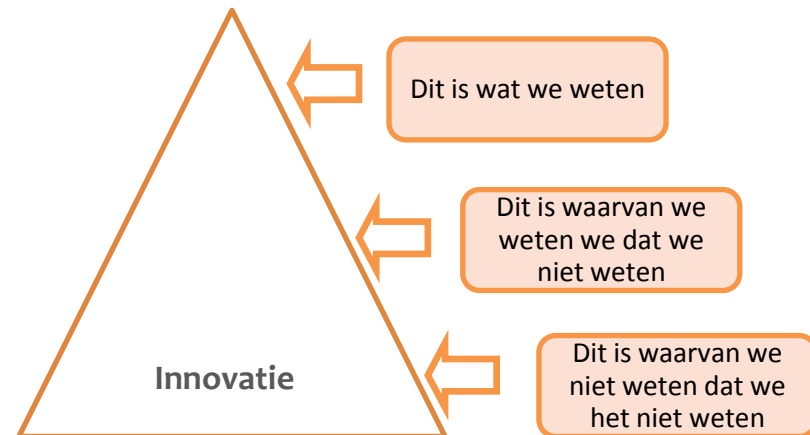 Dit is wat we weten
Dit is waarvan we
weten we dat we
niet weten
Innovatie
Dit is waarvan we
niet weten dat we
het niet weten